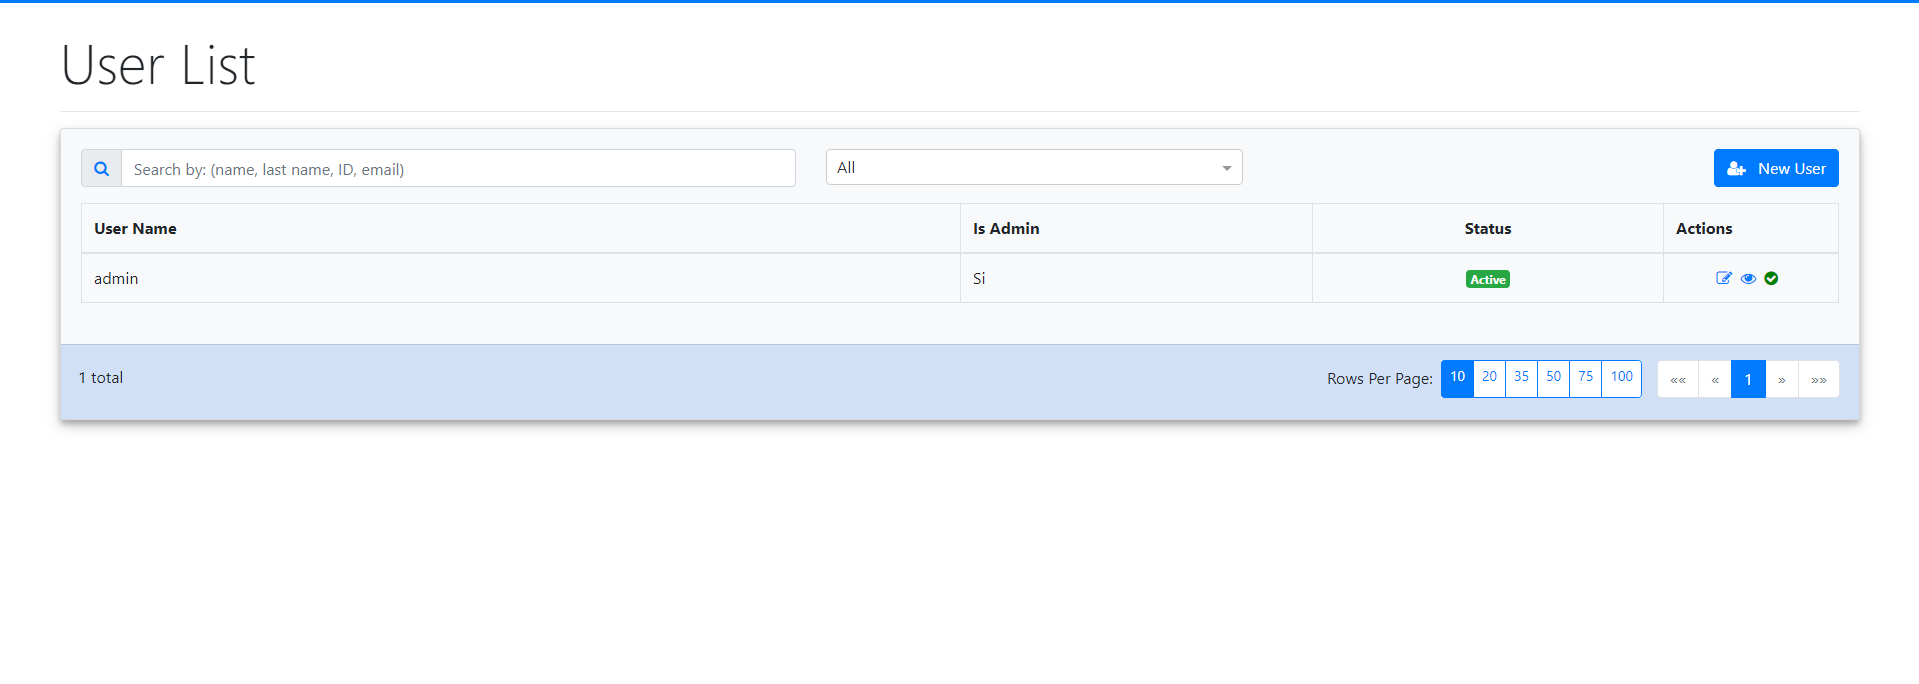 User List
Search by: (name, last name, ID, email)
All
New User
User Name Is Admin Status Actions
admin Si Active
1 total
Rows Per Page: 10 20 35 50 75 100 «« « 1 » »»